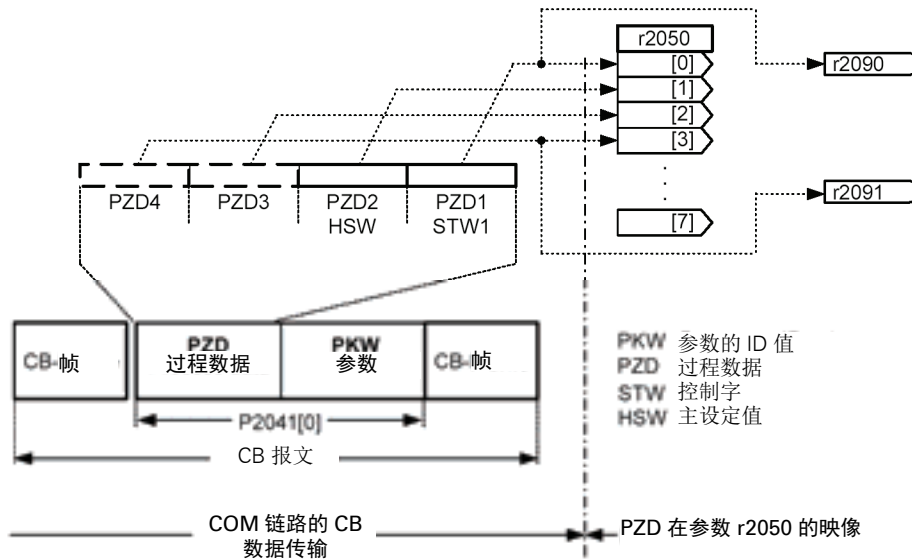 r2050
[0]
[1]
[2]
[3]
[7]
r2090
r2091
PZD4
PZD3
PZD2
HSW
PZD1
STW1
CB-帧
PZD
过程数据
PKW
参数
CB-帧
P2041[0]
CB 报文
PKW 参数的 ID 值
PZD 过程数据
STW 控制字
HSW 主设定值
COM 链路的 CB
数据传输
PZD 在参数 r2050 的映像